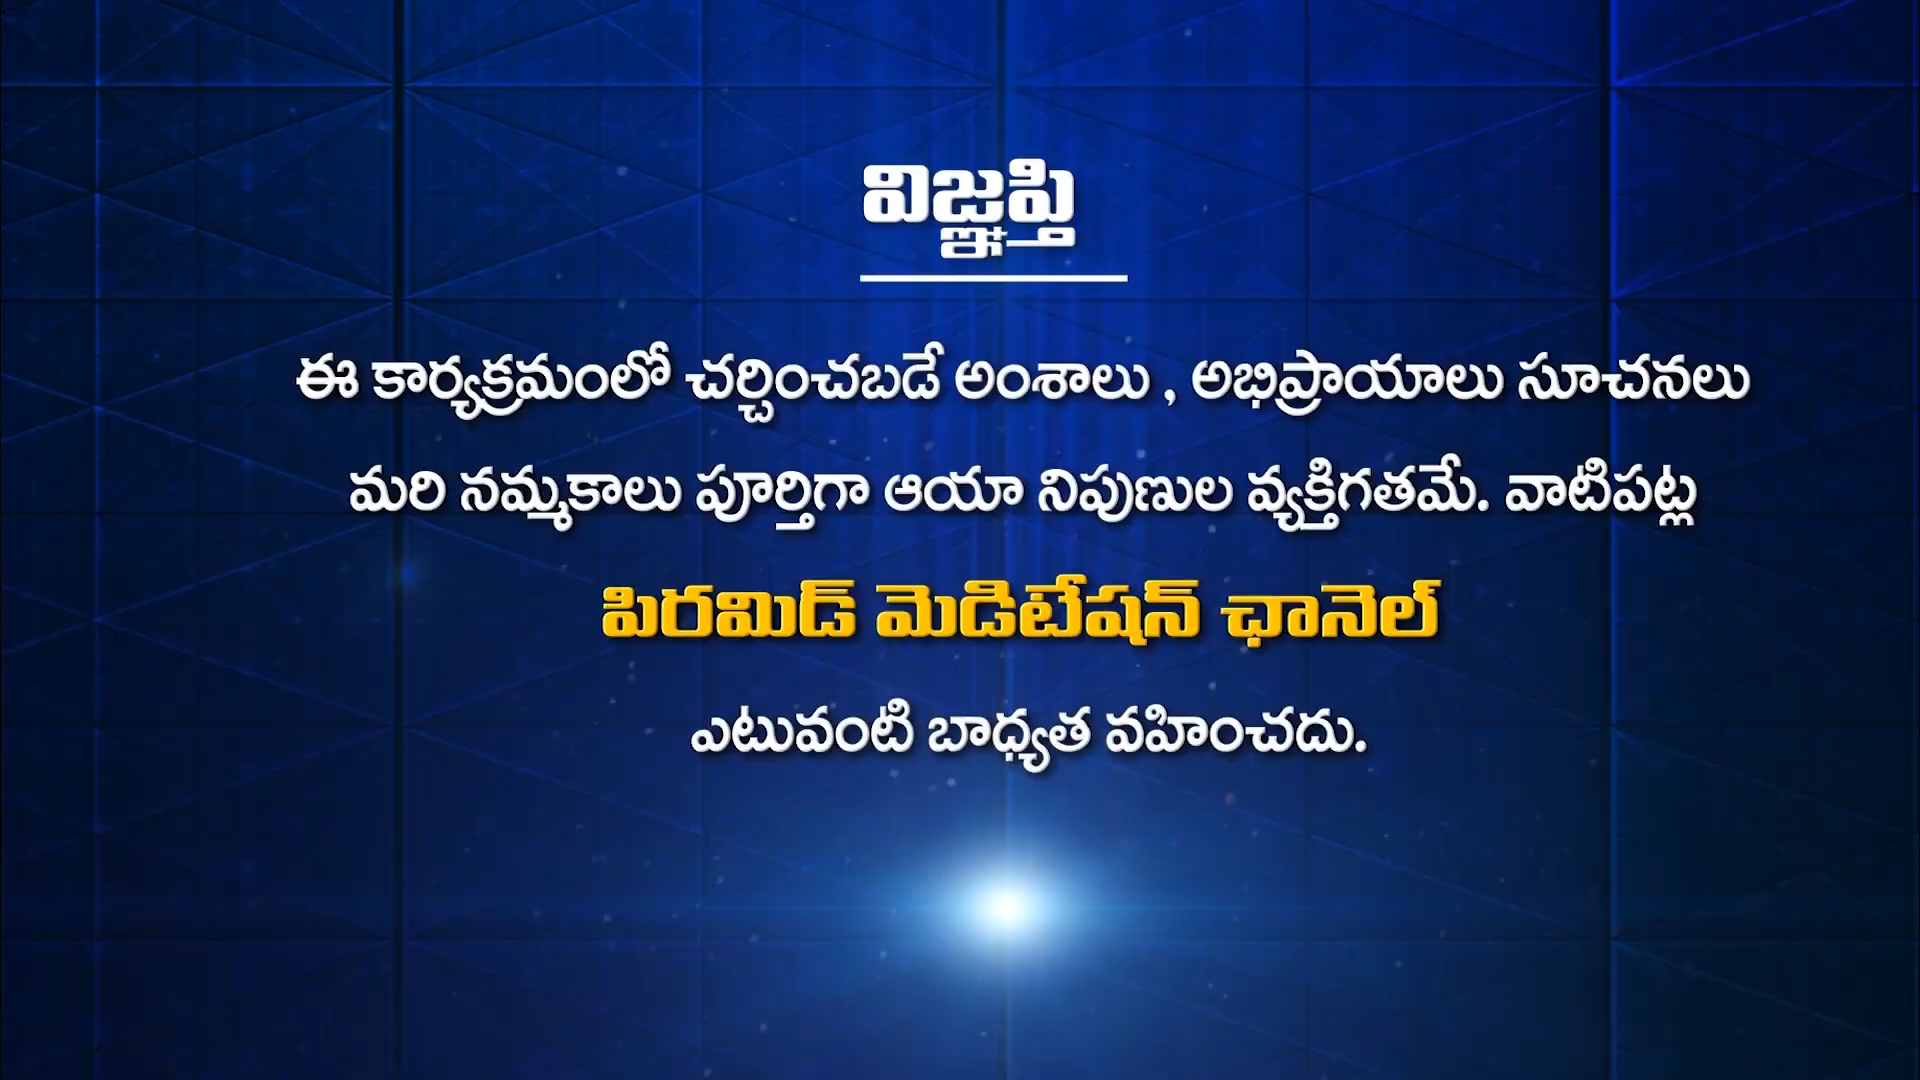 విజ్ఞప్తి
ఈ కార్యక్రమంలో చర్చించబడే అంశాలు , అభిప్రాయాలు సూచనలు
మరి నమ్మకాలు పూర్తిగా ఆయా నిపుణుల వ్యక్తిగతమే. వాటిపట్ల
పిరమిడ్ మెడిటేషన్ ఛానెల్
ఎటువంటి బాధ్యత వహించదు.